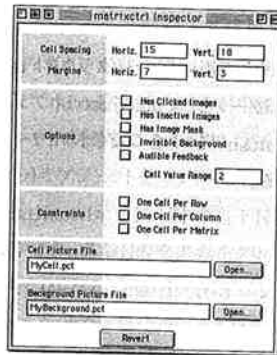 matrixctrl Inspector
Cell Spacing Horiz. 15 Vert. 18
Margins Horiz. 7 Vert. 3
Options
Has Clicked Images
Has Inactive Images
Has Image Mask
Invisible Background
Audible Feedback
Cell Value Range 2
Constraints
One Cell Per Row
One Cell Per Column
One Cell Per Matrix
Cell Picture File
MyCell.pct Open...
Background Picture File
MyBackground.pct Open...
Revert